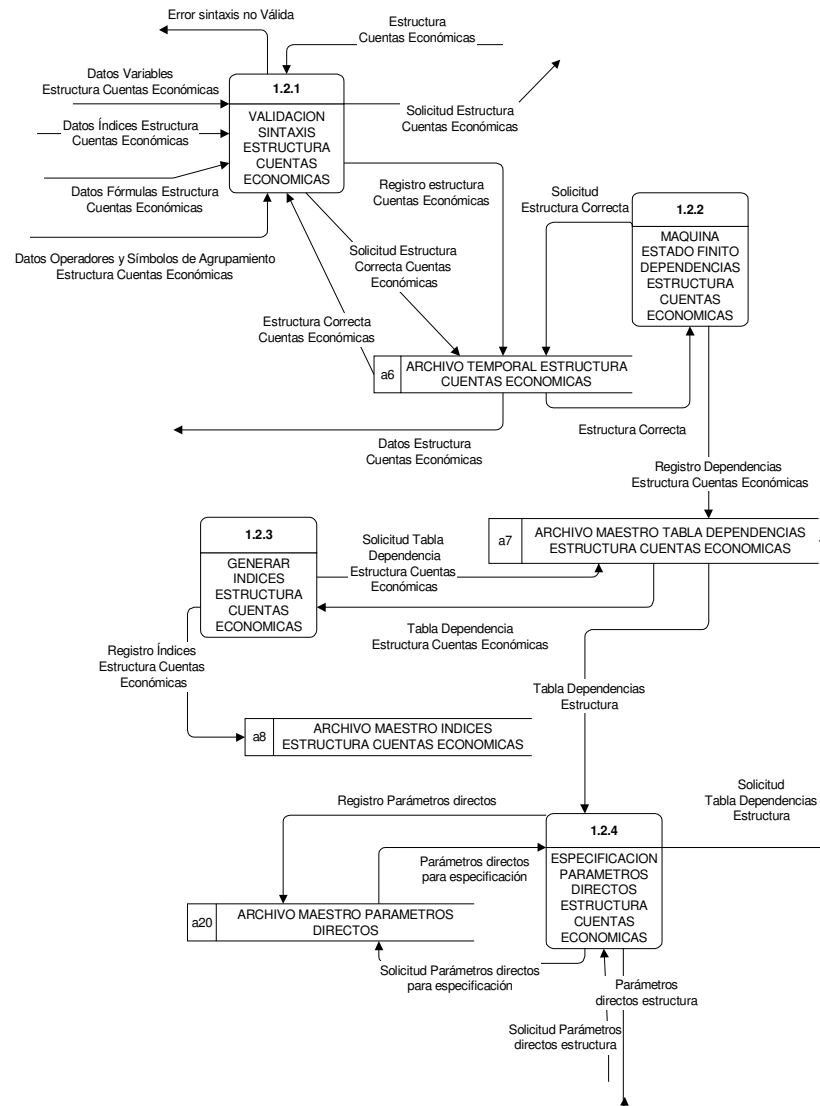 Error sintaxis no Válida
Estructura
Cuentas Económicas
Datos Variables
Estructura Cuentas Económicas
1.2.1
VALIDACION
SINTAXIS
ESTRUCTURA
CUENTAS
ECONOMICAS
Solicitud Estructura
Cuentas Económicas
Datos Índices Estructura
Cuentas Económicas
Datos Fórmulas Estructura
Cuentas Económicas
Registro estructura
Cuentas Económicas
Solicitud
Estructura Correcta
1.2.2
MAQUINA
ESTADO FINITO
DEPENDENCIAS
ESTRUCTURA
CUENTAS
ECONOMICAS
Datos Operadores y Símbolos de Agrupamiento
Estructura Cuentas Económicas
Solicitud Estructura
Correcta Cuentas
Económicas
Estructura Correcta
Cuentas Económicas
a6
ARCHIVO TEMPORAL ESTRUCTURA
CUENTAS ECONOMICAS
Estructura Correcta
Datos Estructura
Cuentas Económicas
Registro Dependencias
Estructura Cuentas Económicas
a7
ARCHIVO MAESTRO TABLA DEPENDENCIAS
ESTRUCTURA CUENTAS ECONOMICAS
1.2.3
GENERAR
INDICES
ESTRUCTURA
CUENTAS
ECONOMICAS
Solicitud Tabla
Dependencia
Estructura Cuentas
Económicas
Tabla Dependencia
Estructura Cuentas Económicas
Registro Índices
Estructura Cuentas
Económicas
Tabla Dependencias
Estructura
a8
ARCHIVO MAESTRO INDICES
ESTRUCTURA CUENTAS ECONOMICAS
Solicitud
Tabla Dependencias
Estructura
Registro Parámetros directos
1.2.4
ESPECIFICACION
PARAMETROS
DIRECTOS
ESTRUCTURA
CUENTAS
ECONOMICAS
Parámetros directos
para especificación
a20
ARCHIVO MAESTRO PARAMETROS
DIRECTOS
Solicitud Parámetros directos
para especificación
Parámetros
directos estructura
Solicitud Parámetros
directos estructura